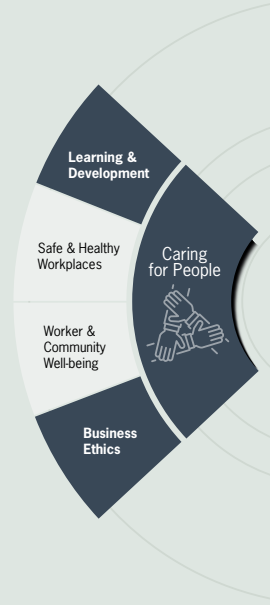 Learning &
Development
Safe & Healthy
Workplaces
Caring
for People
Worker &
Community
Well-being
Business
Ethics